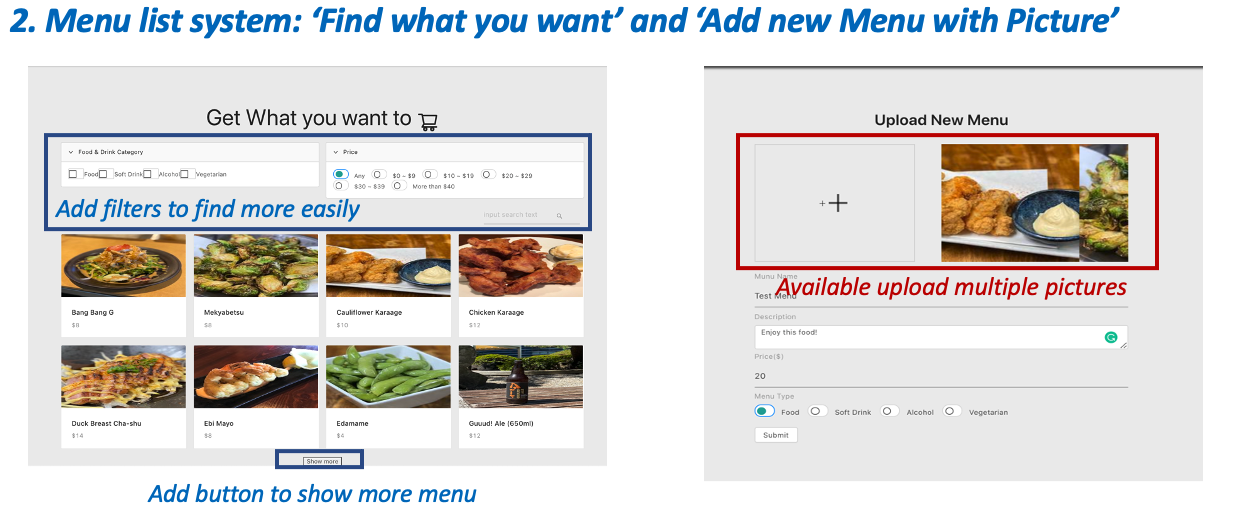 2. Menu list system: ‘Find what you want’ and ‘Add new Menu with Picture’
Get What you want to
Food & Drink Category
Food Soft Drink Alcohol Vegetarian
Price
Any $0 ~ $9 $10 ~ $19 $20 ~ $29
$30 ~ $39 More than $40
Add filters to find more easily
input search text
Bang Bang G
$9
Mekyabetsu
$8
Cauliflower Karaage
$10
Chicken Karaage
$12
Duck Breast Cha-shu
$14
Ebi Mayo
$8
Edamame
$4
Guuud! Ale (650ml)
$12
Show more
Add button to show more menu
Upload New Menu
+ +
Munu Name
Available upload multiple pictures
Test Menu
Description
Enjoy this food!
Price($)
20
Menu Type
Food Soft Drink Alcohol Vegetarian
Submit